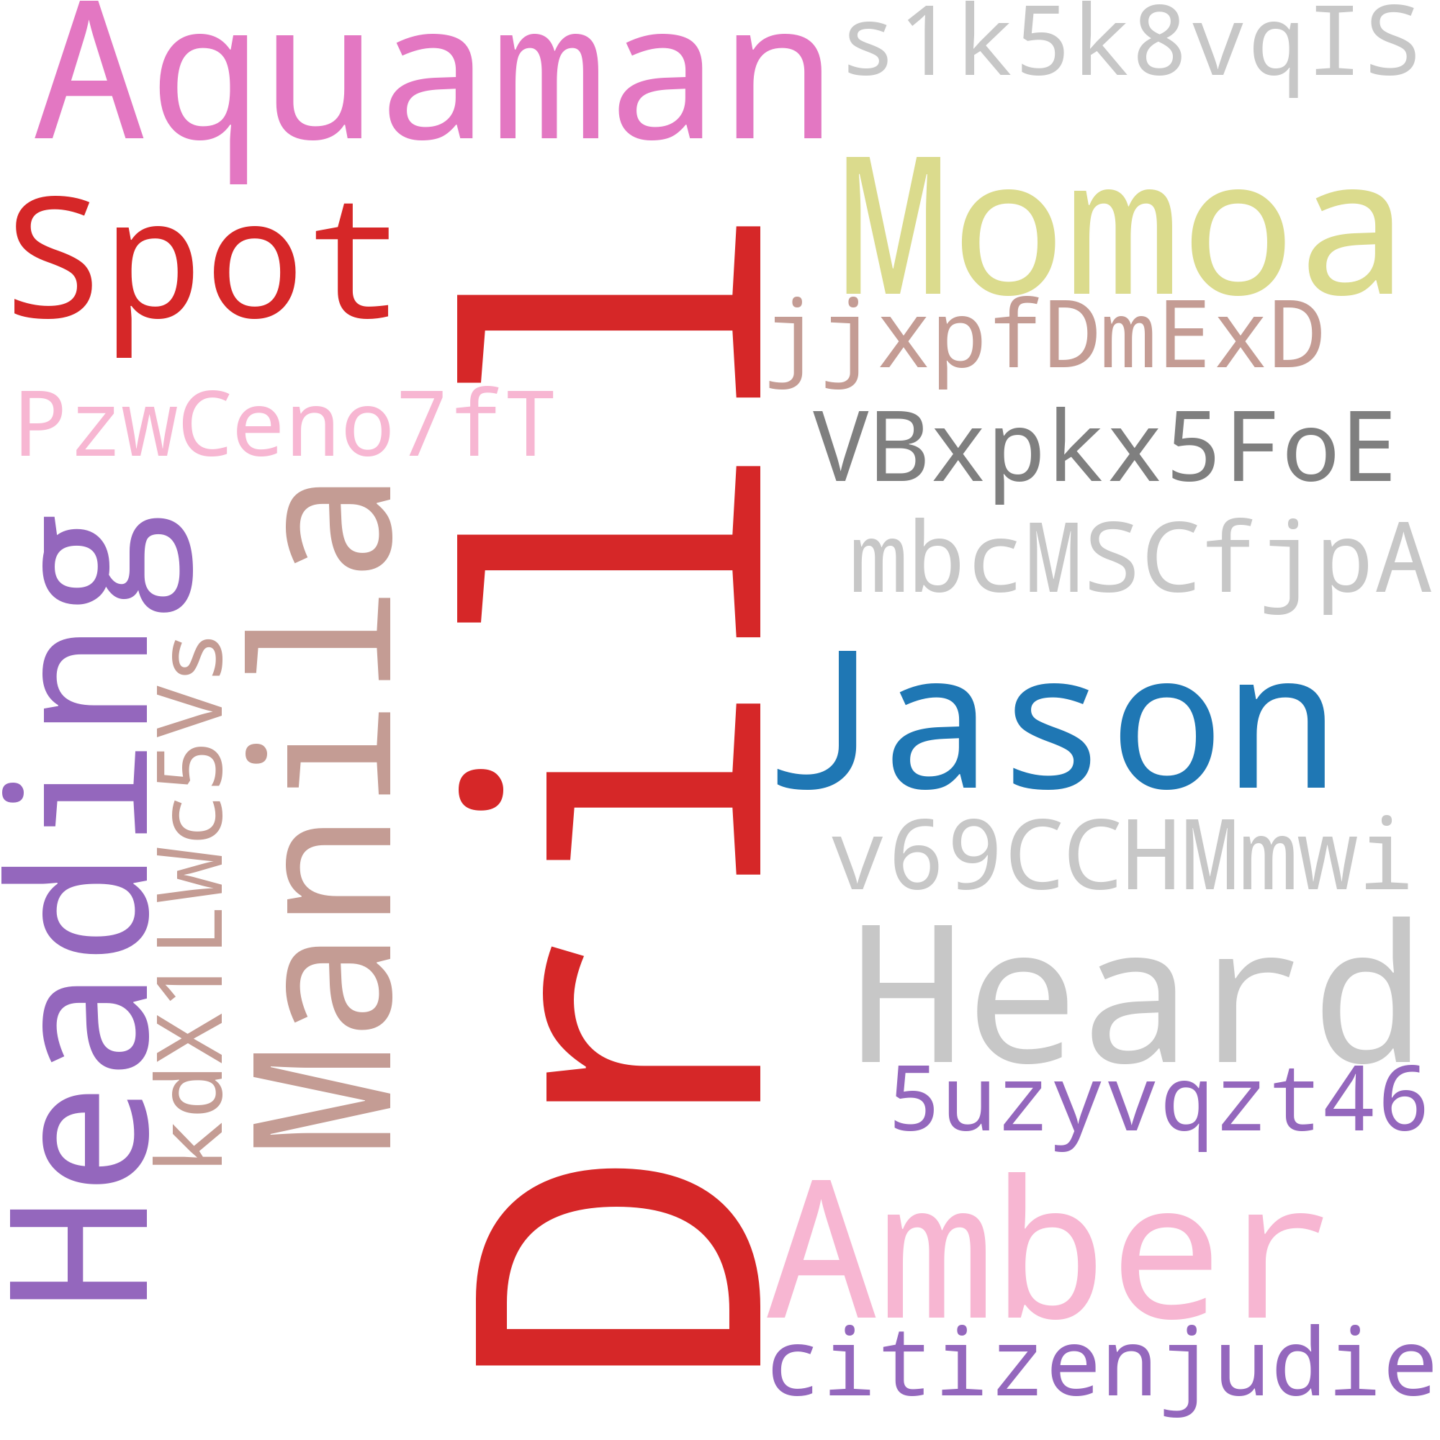 Aquaman
s1k5k8vqIS
Spot
Momoa
jjxpfDmExD
PzwCeno7fT
VBxpkx5FoE
mbcMSCfjpA
Heading
kdX1LWc5Vs
Manila
Drill
Jason
v69CCHMmwi
Heard
5uzyvqzt46
Amber
citizenjudie